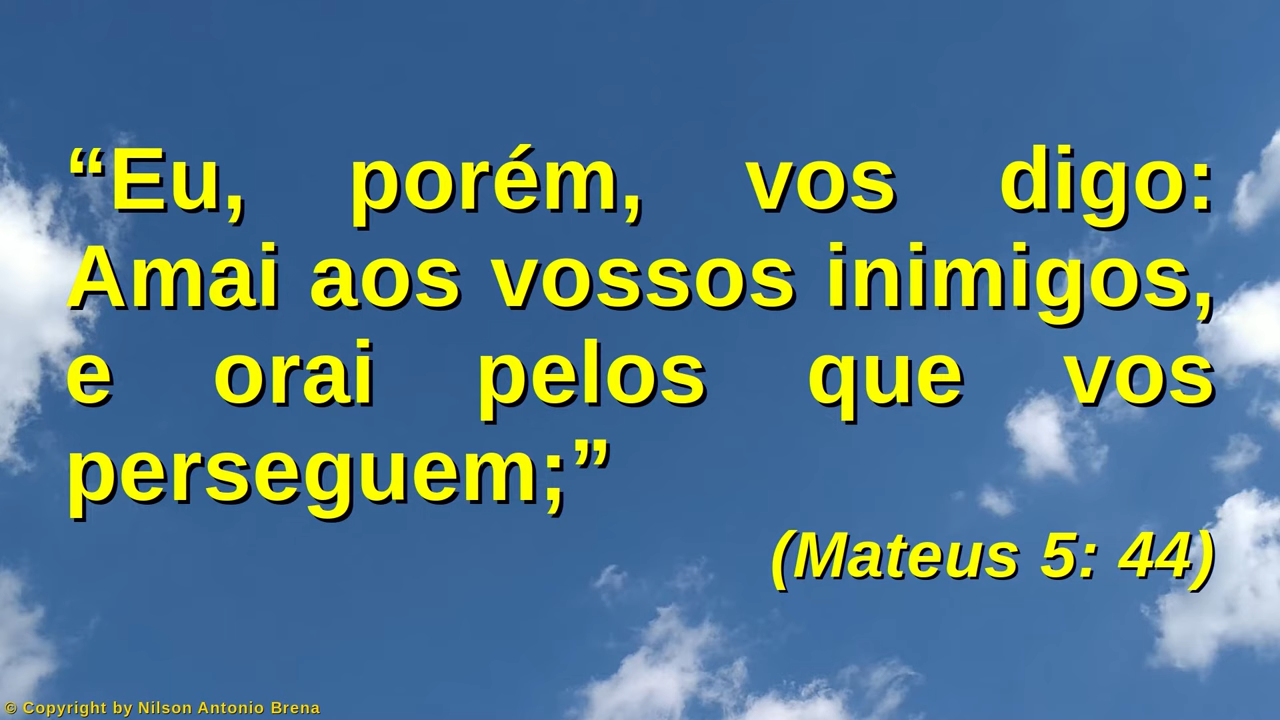 “Eu, porém, vos digo:
Amai aos vossos inimigos,
e orai pelos que vos
perseguem;”
(Mateus 5: 44)
© Copyright by Nilson Antonio Brena